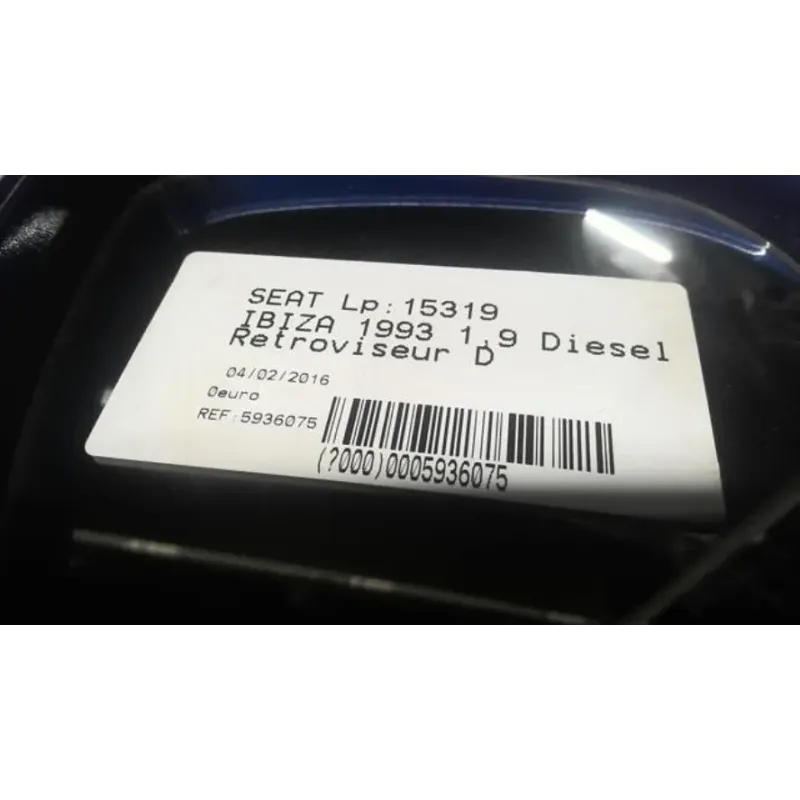 SEAT Lp:15319
IBIZA 1993 1,9 Diesel
Retroviseur D
04/02/2016
0euro
REF:5936075
(?000)0005936075